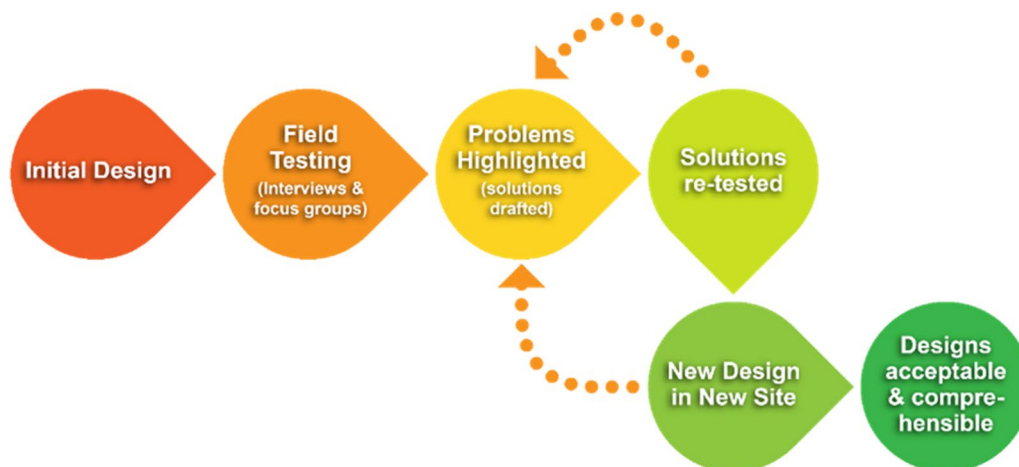 Initial Design
Field
Testing
(Interviews &
focus groups)
Problems
Highlighted
(solutions
drafted)
Solutions
re-tested
New Design
in New Site
Designs
acceptable
& compre-
hensible